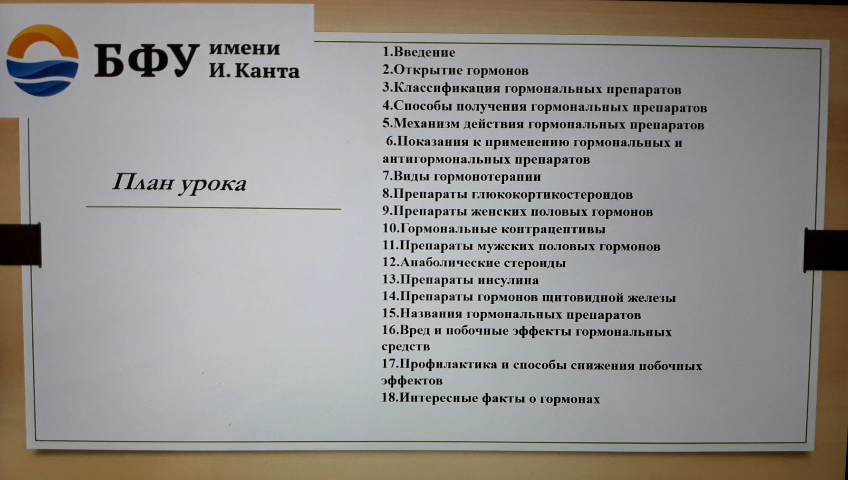 БФУ имени
И. Канта
План урока
1.Введение
2.Открытие гормонов
3.Классификация гормональных препаратов
4.Способы получения гормональных препаратов
5.Механизм действия гормональных препаратов
6.Показания к применению гормональных и
антигормональных препаратов
7.Виды гормонотерапии
8.Препараты глюкокортикостероидов
9.Препараты женских половых гормонов
10.Гормональные контрацептивы
11.Препараты мужских половых гормонов
12.Анаболические стероиды
13.Препараты инсулина
14.Препараты гормонов щитовидной железы
15.Названия гормональных препаратов
16.Вред и побочные эффекты гормональных
средств
17.Профилактика и способы снижения побочных
эффектов
18.Интересные факты о гормонах